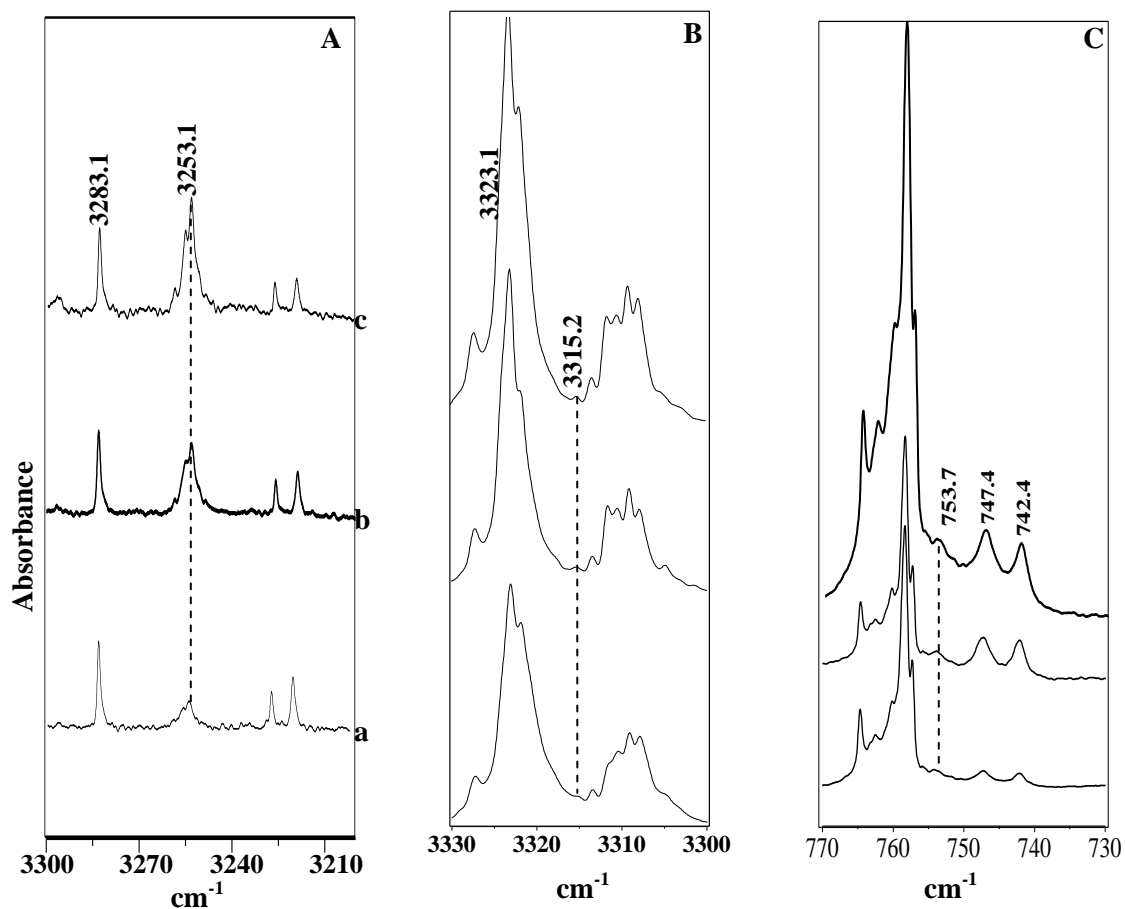 A
3283.1
3253.1
c
b
a
Absorbance
3300 3270 3240 3210
cm-1
B
3323.1
3315.2
3330 3320 3310 3300
cm-1
C
753.7
747.4
742.4
770 760 750 740 730
cm-1